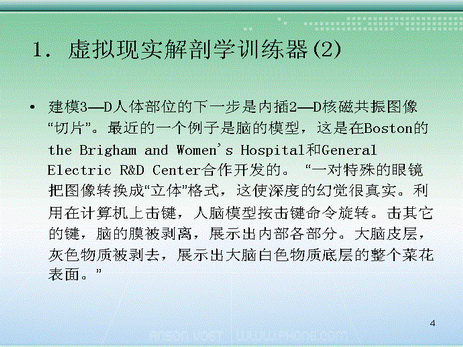 1. 虚拟现实解剖学训练器(2)
• 建模3—D人体部位的下一步是内插2—D核磁共振图像
“切片”。最近的一个例子是脑的模型，这是在Boston的
the Brigham and Women's Hospital和General
Electric R&D Center合作开发的。 “一对特殊的眼镜
把图像转换成“立体”格式，这使深度的幻觉很真实。利
用在计算机上击键，人脑模型按击键命令旋转。击其它
的键，脑的膜被剥离，展示出内部各部分。大脑皮层，
灰色物质被剥去，展示出大脑白色物质底层的整个菜花
表面。”
4